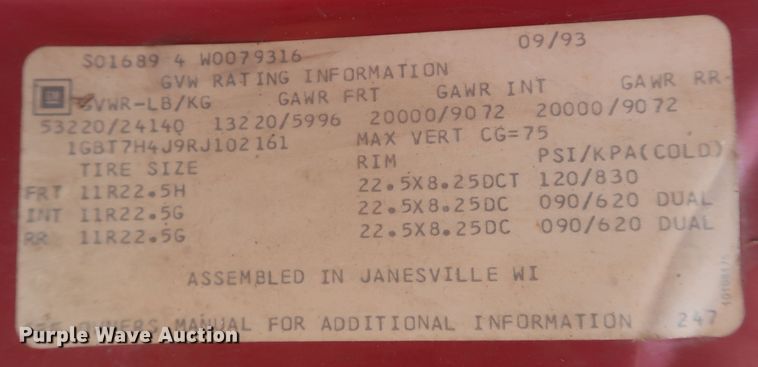 S01689 4 W0079316 09/93
GVW RATING INFORMATION
GM GVWR-LB/KG GAWR FRT GAWR INT GAWR RR-
53220/24140 13220/5996 20000/9072 20000/9072
1GBT7H4J9RJ102161 MAX VERT CG=75
TIRE SIZE RIM PSI/KPA(COLD)
FRT 11R22.5H 22.5X8.25DCT 120/830
INT 11R22.5G 22.5X8.25DC 090/620 DUAL
RR 11R22.5G 22.5X8.25DC 090/620 DUAL
ASSEMBLED IN JANESVILLE WI
OWNERS MANUAL FOR ADDITIONAL INFORMATION 247
Purple Wave Auction